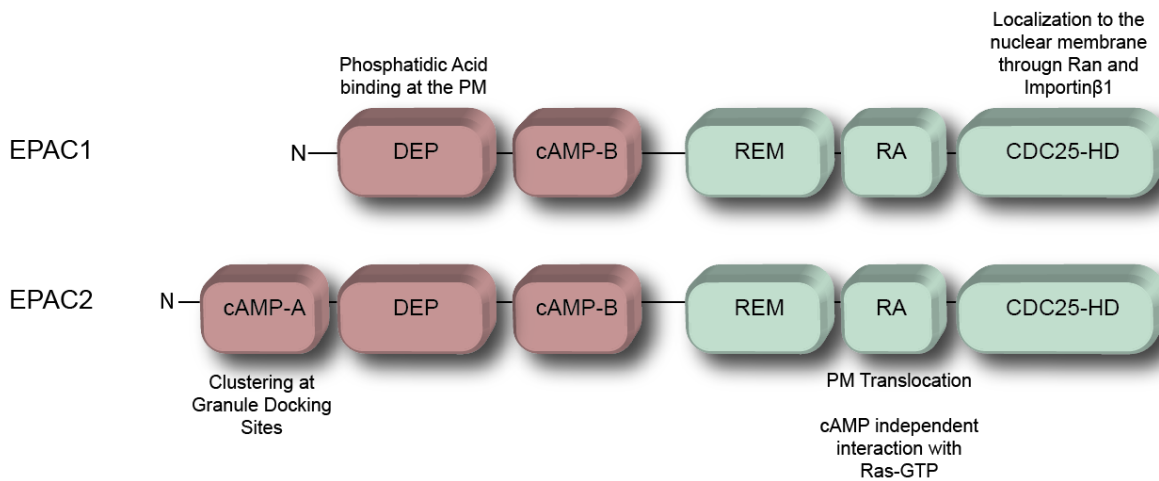 Localization to the
nuclear membrane
through Ran and
Importinβ1
Phosphatidic Acid
binding at the PM
EPAC1
N
DEP
cAMP-B
REM
RA
CDC25-HD
EPAC2
N
cAMP-A
DEP
cAMP-B
REM
RA
CDC25-HD
Clustering at
Granule Docking
Sites
PM Translocation
cAMP independent
interaction with
Ras-GTP